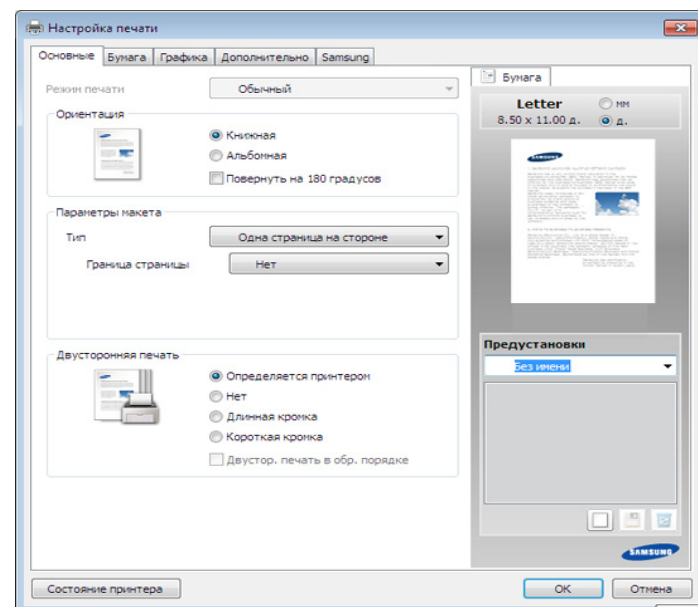 Настройка печати
Основные Бумага Графика Дополнительно Samsung
Режим печати Обычный
Ориентация
Книжная
Альбомная
Повернуть на 180 градусов
Параметры макета
Тип Одна страница на стороне
Граница страницы Нет
Двусторонняя печать
Определяется принтером
Нет
Длинная кромка
Короткая кромка
Двустор. печать в обр. порядке
Бумага
Letter мм
8.50 x 11.00 д. д.
SAMSUNG
Предустановки
Без имени
SAMSUNG
Состояние принтера OK Отмена